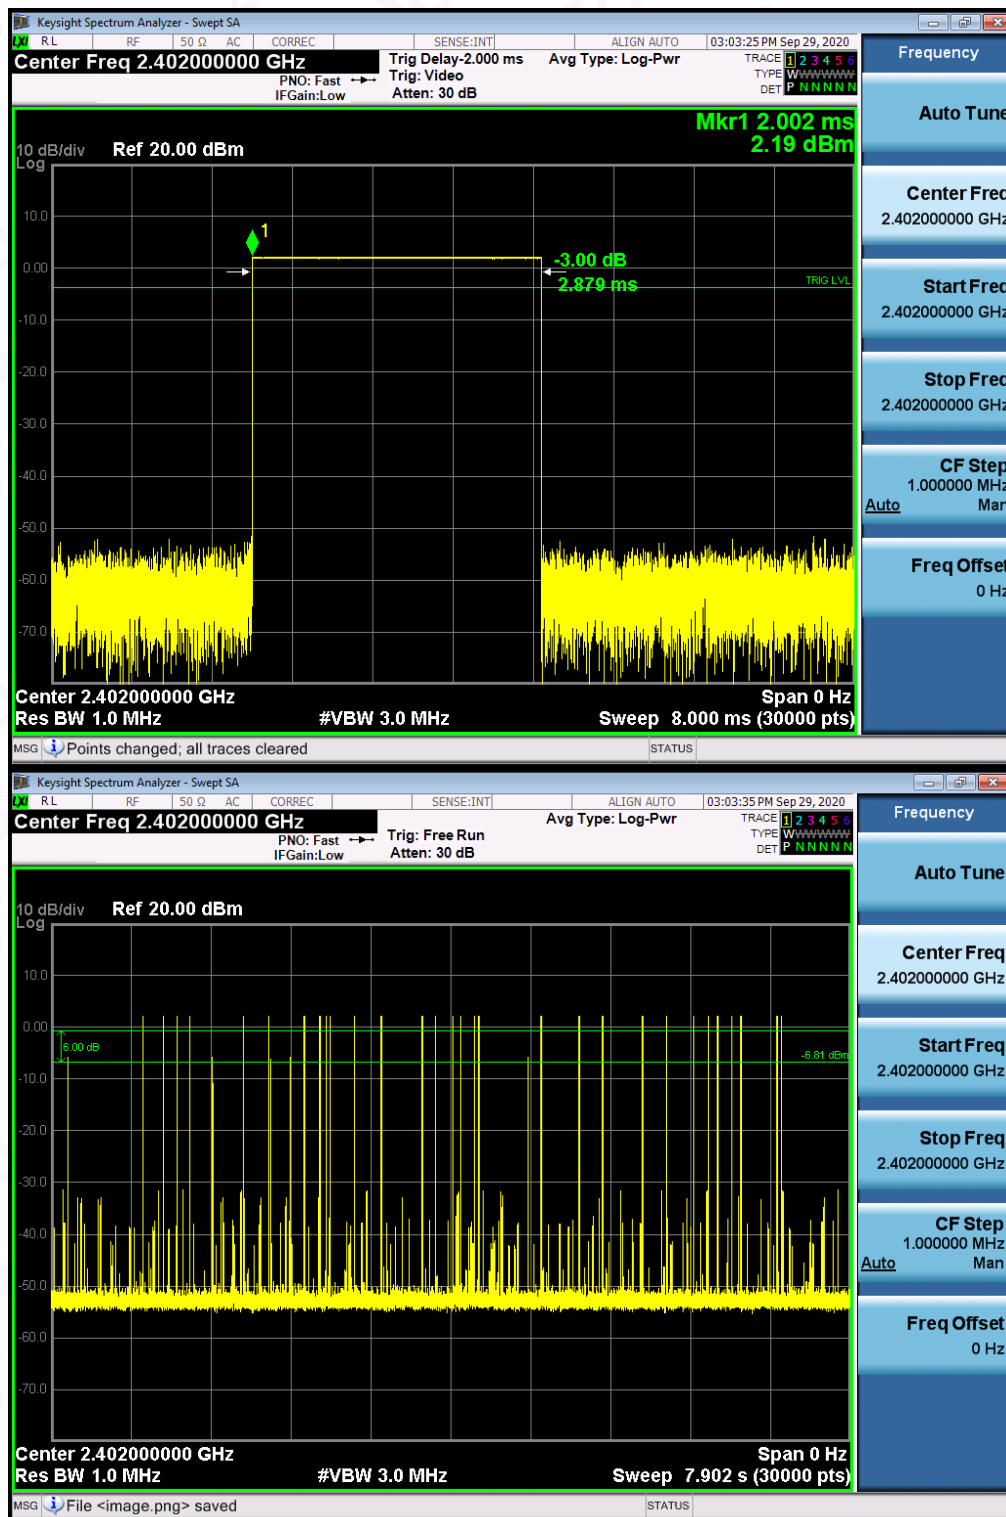 Keysight Spectrum Analyzer - Swept SA
LXI RL RF 50 Ω AC CORREC SENSE:INT ALIGN AUTO 03:03:25 PM Sep 29, 2020
Center Freq 2.402000000 GHz
PNO: Fast
IFGain:Low
Trig Delay-2.000 ms
Trig: Video
Atten: 30 dB
Avg Type: Log-Pwr
TRACE 1 2 3 4 5 6
TYPE WWWWWWW
DET P N N N N N
Mkr1 2.002 ms
2.19 dBm
10 dB/div Ref 20.00 dBm
Log
10.0
1
0.00
-3.00 dB
2.879 ms
TRIG LVL
-10.0
-20.0
-30.0
-40.0
-50.0
-60.0
-70.0
Center 2.402000000 GHz Span 0 Hz
Res BW 1.0 MHz #VBW 3.0 MHz Sweep 8.000 ms (30000 pts)
MSG Points changed; all traces cleared STATUS
Frequency
Auto Tune
Center Freq
2.402000000 GHz
Start Freq
2.402000000 GHz
Stop Freq
2.402000000 GHz
CF Step
1.000000 MHz
Auto Man
Freq Offset
0 Hz
Keysight Spectrum Analyzer - Swept SA
LXI RL RF 50 Ω AC CORREC SENSE:INT ALIGN AUTO 03:03:35 PM Sep 29, 2020
Center Freq 2.402000000 GHz
PNO: Fast
IFGain:Low
Trig: Free Run
Atten: 30 dB
Avg Type: Log-Pwr
TRACE 1 2 3 4 5 6
TYPE WWWWWWW
DET P N N N N N
10 dB/div Ref 20.00 dBm
Log
10.0
0.00
6.00 dB
-6.81 dBm
-10.0
-20.0
-30.0
-40.0
-50.0
-60.0
-70.0
Center 2.402000000 GHz Span 0 Hz
Res BW 1.0 MHz #VBW 3.0 MHz Sweep 7.902 s (30000 pts)
MSG File <image.png> saved STATUS
Frequency
Auto Tune
Center Freq
2.402000000 GHz
Start Freq
2.402000000 GHz
Stop Freq
2.402000000 GHz
CF Step
1.000000 MHz
Auto Man
Freq Offset
0 Hz